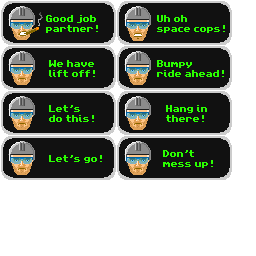 Good job
partner!
Uh oh
space cops!
We have
lift off!
Bumpy
ride ahead!
Let's
do this!
Hang in
there!
Let's go!
Don't
mess up!